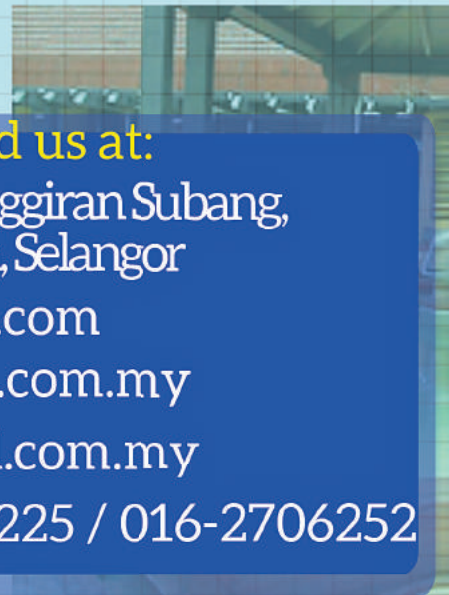 d us at:
ggiran Subang,
, Selangor
.com
.com.my
.com.my
225 / 016-2706252